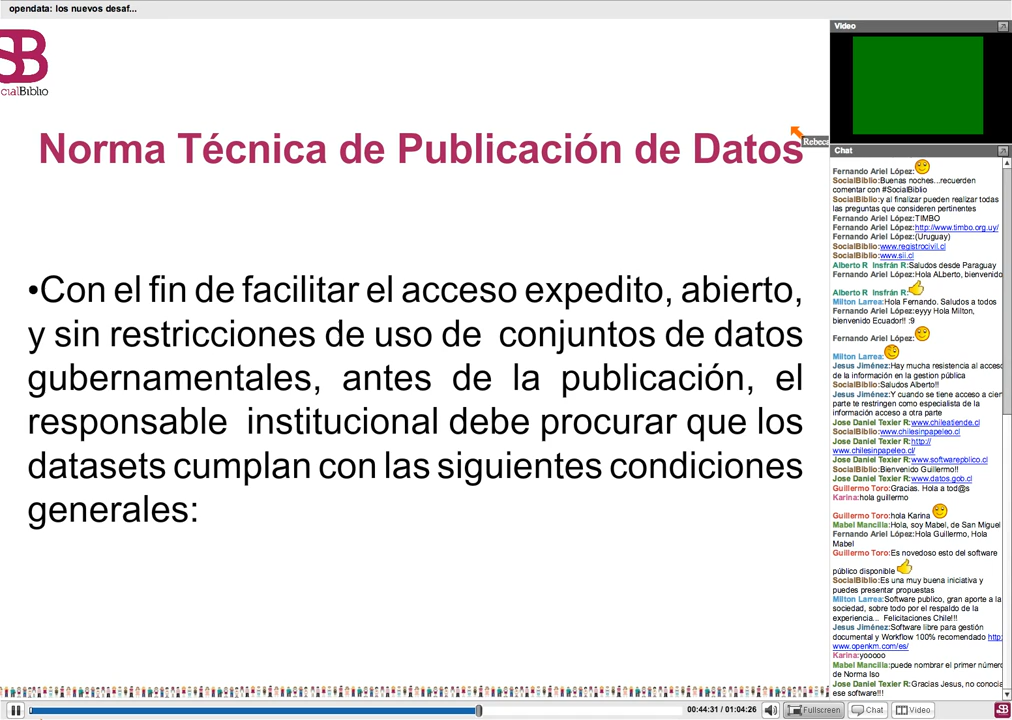 opendata: los nuevos desaf...
SB
cialBiblio
Norma Técnica de Publicación de Datos
•Con el fin de facilitar el acceso expedito, abierto,
y sin restricciones de uso de conjuntos de datos
gubernamentales, antes de la publicación, el
responsable institucional debe procurar que los
datasets cumplan con las siguientes condiciones
generales:
Rebec
Video
Chat
Fernando Ariel López:
SocialBiblio:Buenas noches...recuerden
comentar con #SocialBiblio
SocialBiblio:y al finalizar pueden realizar todas
las preguntas que consideren pertinentes
Fernando Ariel López:TIMBO
Fernando Ariel López:http://www.timbo.org.uy/
Fernando Ariel López:(Uruguay)
SocialBiblio:www.registrocivil.cl
SocialBiblio:www.sii.cl
Alberto R Insfrán R:Saludos desde Paraguay
Fernando Ariel López:Hola ALberto, bienvenido
Alberto R Insfrán R:
Milton Larrea:Hola Fernando. Saludos a todos
Fernando Ariel López:eyyy Hola Milton,
bienvenido Ecuador!! :9
Fernando Ariel López:
Milton Larrea:
Jesus Jiménez:Hay mucha resistencia al acceso
de la información en la gestion pública
SocialBiblio:Saludos Alberto!!
Jesus Jiménez:Y cuando se tiene acceso a cier
parte te restringen como especialista de la
información acceso a otra parte
Jose Daniel Texier R:www.chileatiende.cl
SocialBiblio:www.chilesinpapeleo.cl
Jose Daniel Texier R:http://
www.chilesinpapeleo.cl/
Jose Daniel Texier R:www.softwarepblico.cl
SocialBiblio:Bienvenido Guillermo!!
Jose Daniel Texier R:www.datos.gob.cl
Guillermo Toro:Gracias. Hola a tod@s
Karina:hola guillermo
Guillermo Toro:hola Karina
Mabel Mancilla:Hola, soy Mabel, de San Miguel
Fernando Ariel López:Hola Guillermo, Hola
Mabel
Guillermo Toro:Es novedoso esto del software
público disponible
SocialBiblio:Es una muy buena iniciativa y
puedes presentar propuestas
Milton Larrea:Software publico, gran aporte a la
sociedad, sobre todo por el respaldo de la
experiencia... Felicitaciones Chile!!!
Jesus Jiménez:Software libre para gestión
documental y Workflow 100% recomendado http:
www.openkm.com/es/
Karina:yooooo
Mabel Mancilla:puede nombrar el primer número
de Norma Iso
Jose Daniel Texier R:Gracias Jesus, no conocia
ese software!!!
00:44:31 / 01:04:26
Fullscreen
Chat
Video
SB